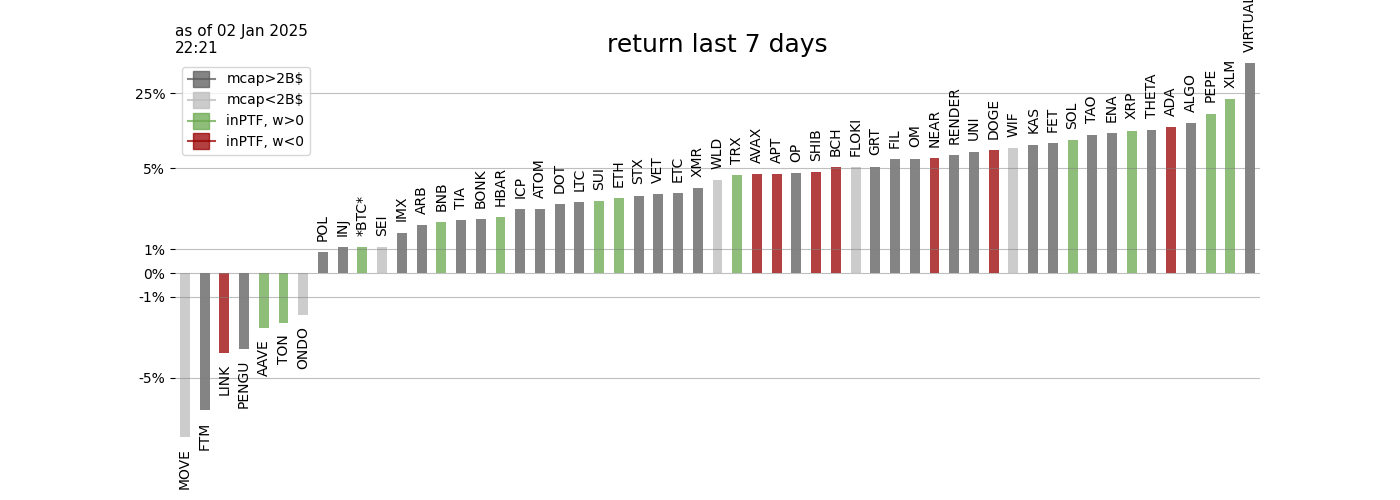 as of 02 Jan 2025
22:21
return last 7 days
mcap>2B$
mcap<2B$
inPTF, w>0
inPTF, w<0
25%
5%
1%
0%
-1%
-5%
MOVE
FTM
LINK
PENGU
AAVE
TON
ONDO
POL
INJ
*BTC*
SEI
IMX
ARB
BNB
TIA
BONK
HBAR
ICP
ATOM
DOT
LTC
SUI
ETH
STX
VET
ETC
XMR
WLD
TRX
AVAX
APT
OP
SHIB
BCH
FLOKI
GRT
FIL
OM
NEAR
RENDER
UNI
DOGE
WIF
KAS
FET
SOL
TAO
ENA
XRP
THETA
ADA
ALGO
PEPE
XLM
VIRTUAL